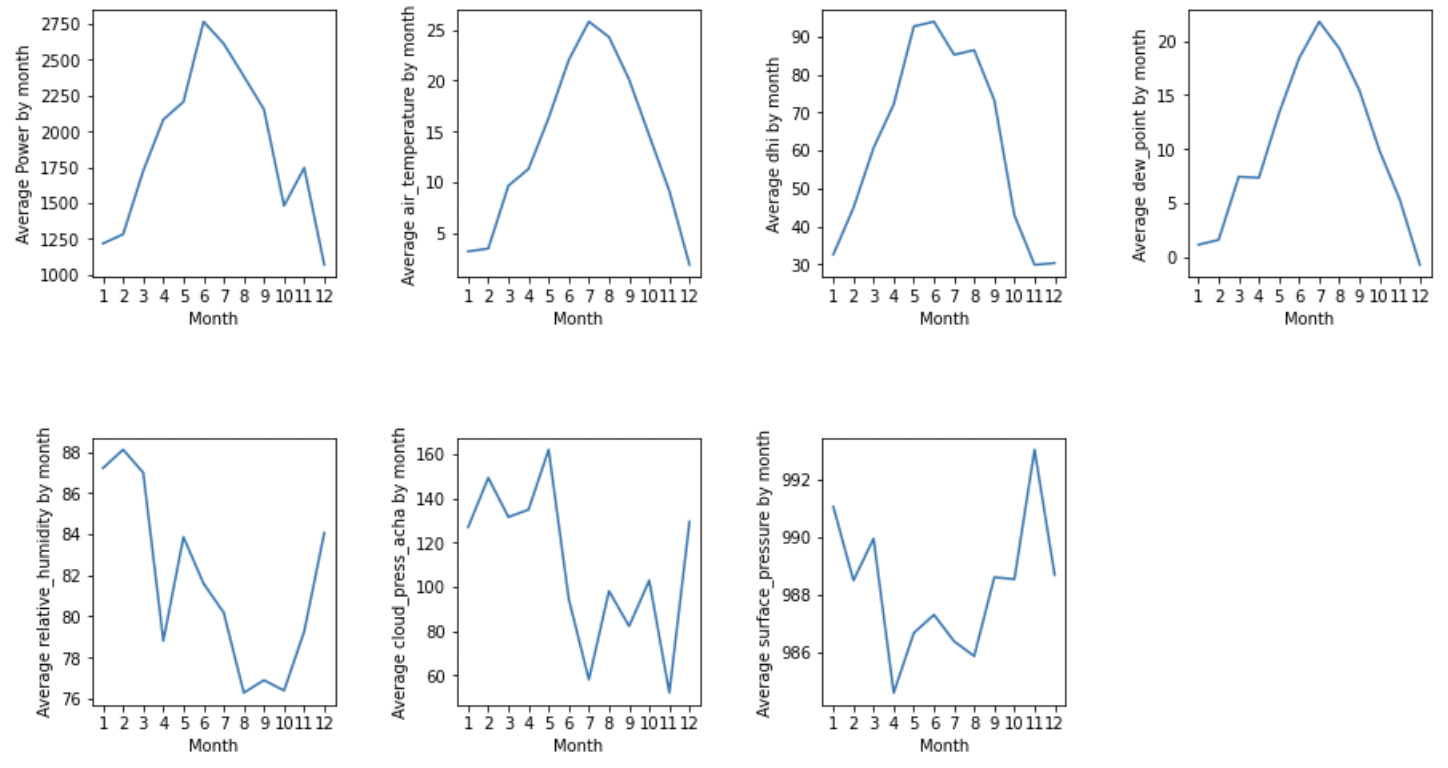 Average Power by month
2750
2500
2250
2000
1750
1500
1250
1000
1 2 3 4 5 6 7 8 9 10 11 12
Month
Average air_temperature by month
25
20
15
10
5
1 2 3 4 5 6 7 8 9 10 11 12
Month
Average dhi by month
90
80
70
60
50
40
30
1 2 3 4 5 6 7 8 9 10 11 12
Month
Average dew_point by month
20
15
10
5
0
1 2 3 4 5 6 7 8 9 10 11 12
Month
Average relative_humidity by month
88
86
84
82
80
78
76
1 2 3 4 5 6 7 8 9 10 11 12
Month
Average cloud_press_acha by month
160
140
120
100
80
60
1 2 3 4 5 6 7 8 9 10 11 12
Month
Average surface_pressure by month
992
990
988
986
1 2 3 4 5 6 7 8 9 10 11 12
Month